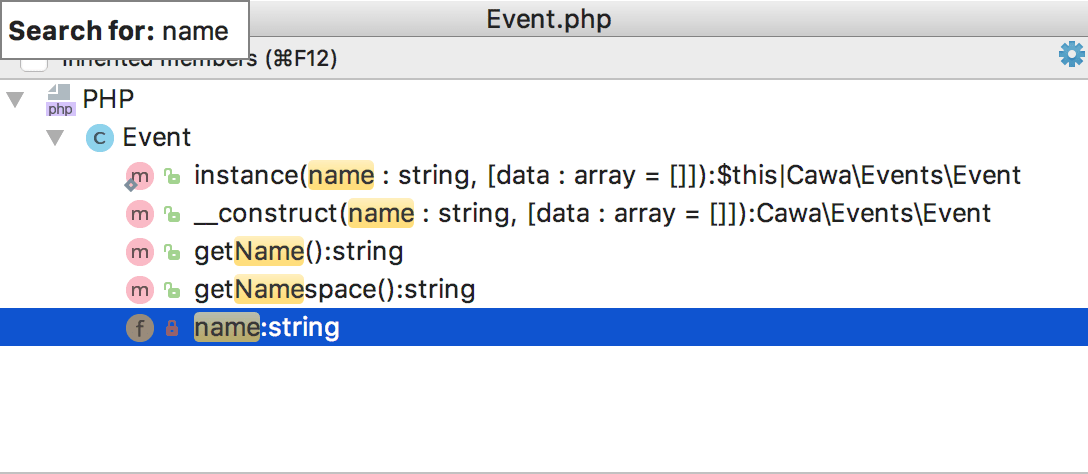 Search for: name
Event.php
Inherited members (⌘F12)
php PHP
C Event
m instance(name : string, [data : array = []]):$this|Cawa\Events\Event
m __construct(name : string, [data : array = []]):Cawa\Events\Event
m getName():string
m getNamespace():string
f name:string